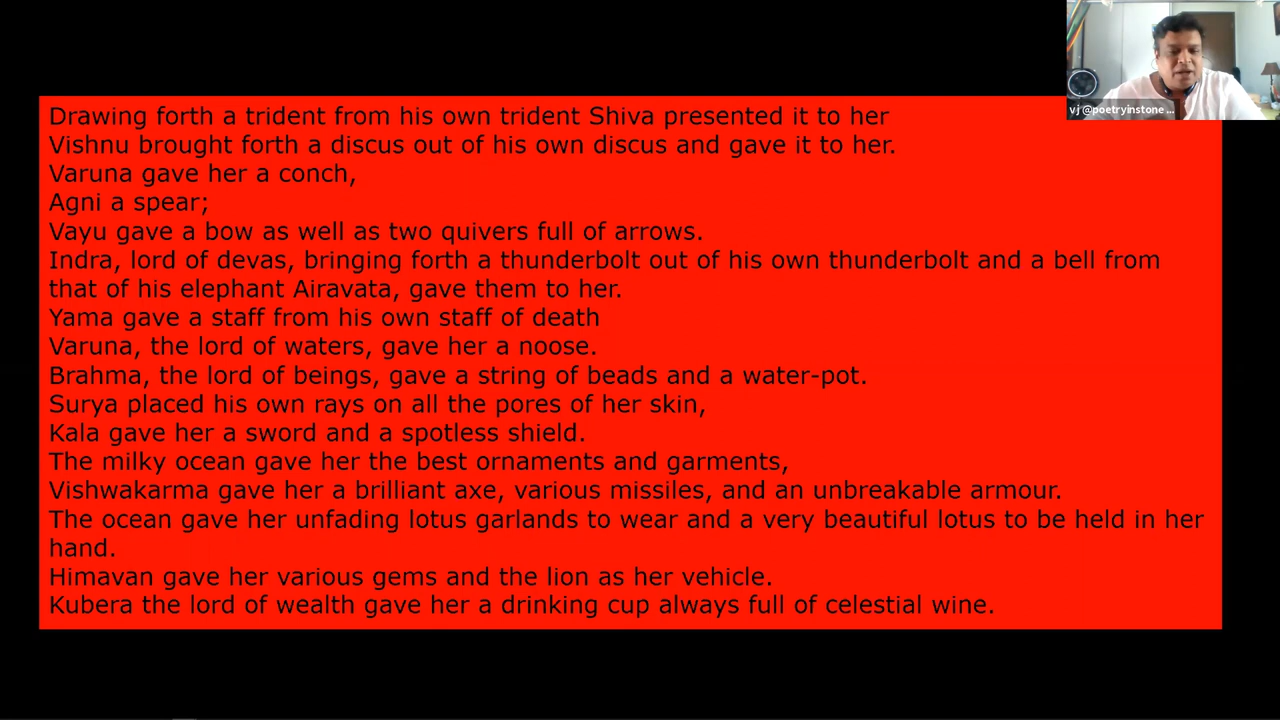 vj@poetryinstone ...
Drawing forth a trident from his own trident Shiva presented it to her
Vishnu brought forth a discus out of his own discus and gave it to her.
Varuna gave her a conch,
Agni a spear;
Vayu gave a bow as well as two quivers full of arrows.
Indra, lord of devas, bringing forth a thunderbolt out of his own thunderbolt and a bell from
that of his elephant Airavata, gave them to her.
Yama gave a staff from his own staff of death
Varuna, the lord of waters, gave her a noose.
Brahma, the lord of beings, gave a string of beads and a water-pot.
Surya placed his own rays on all the pores of her skin,
Kala gave her a sword and a spotless shield.
The milky ocean gave her the best ornaments and garments,
Vishwakarma gave her a brilliant axe, various missiles, and an unbreakable armour.
The ocean gave her unfading lotus garlands to wear and a very beautiful lotus to be held in her
hand.
Himavan gave her various gems and the lion as her vehicle.
Kubera the lord of wealth gave her a drinking cup always full of celestial wine.